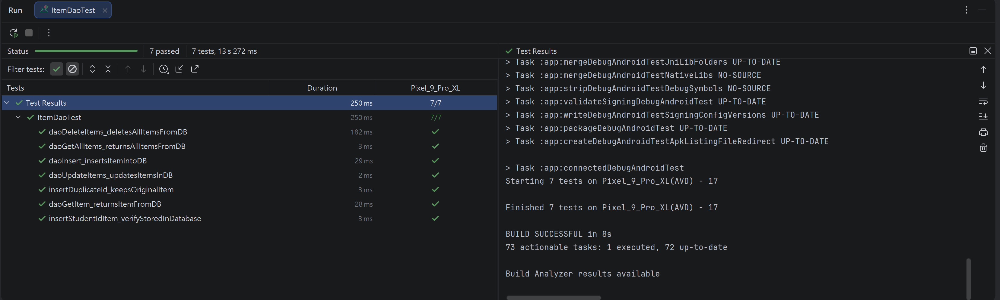 Run ItemDaoTest
Status 7 passed 7 tests, 13 s 272 ms
Filter tests:
Tests Duration Pixel_9_Pro_XL
Test Results 250 ms 7/7
ItemDaoTest 250 ms 7/7
daoDeleteItems_deletesAllItemsFromDB 182 ms
daoGetAllItems_returnsAllItemsFromDB 3 ms
daoInsert_insertsItemIntoDB 29 ms
daoUpdateItems_updatesItemsInDB 2 ms
insertDuplicateId_keepsOriginalItem 3 ms
daoGetItem_returnsItemFromDB 28 ms
insertStudentIdItem_verifyStoredInDatabase 3 ms
Test Results
> Task :app:mergeDebugAndroidTestJniLibFolders UP-TO-DATE
> Task :app:mergeDebugAndroidTestNativeLibs NO-SOURCE
> Task :app:stripDebugAndroidTestDebugSymbols NO-SOURCE
> Task :app:validateSigningDebugAndroidTest UP-TO-DATE
> Task :app:writeDebugAndroidTestSigningConfigVersions UP-TO-DATE
> Task :app:packageDebugAndroidTest UP-TO-DATE
> Task :app:createDebugAndroidTestApkListingFileRedirect UP-TO-DATE
> Task :app:connectedDebugAndroidTest
Starting 7 tests on Pixel_9_Pro_XL(AVD) - 17
Finished 7 tests on Pixel_9_Pro_XL(AVD) - 17
BUILD SUCCESSFUL in 8s
73 actionable tasks: 1 executed, 72 up-to-date
Build Analyzer results available